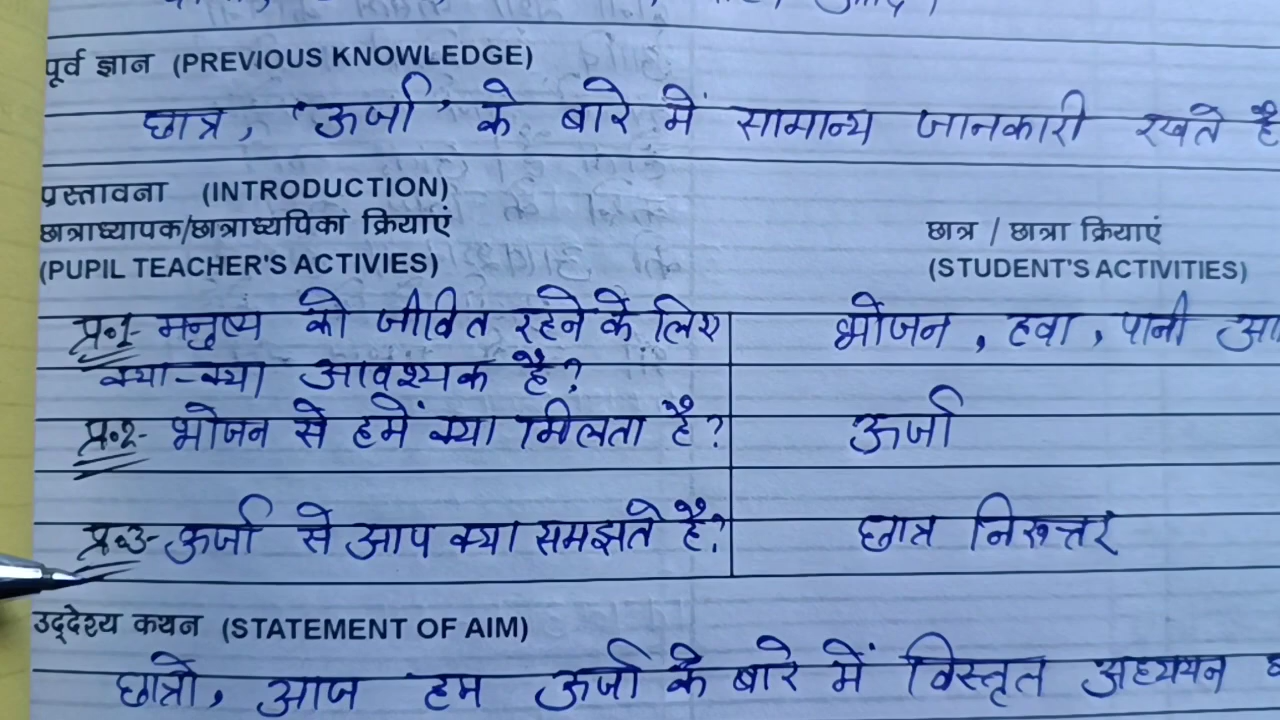 पूर्व ज्ञान (PREVIOUS KNOWLEDGE)
छात्र, 'ऊर्जा' के बारे में सामान्य जानकारी रखते है
प्रस्तावना (INTRODUCTION)
छात्राध्यापक/छात्राध्यपिका क्रियाएं छात्र / छात्रा क्रियाएं
(PUPIL TEACHER'S ACTIVIES) (STUDENT'S ACTIVITIES)
प्र॰1- मनुष्य को जीवित रहने के लिए भोजन, हवा, पानी
क्या-क्या आवश्यक है?
प्र॰2- भोजन से हमें क्या मिलता है? ऊर्जा
प्र॰3- ऊर्जा से आप क्या समझते है? छात्र निरूत्तर
उद्देश्य कथन (STATEMENT OF AIM)
छात्रों, आज हम ऊर्जा के बारे में विस्तृत अध्ययन